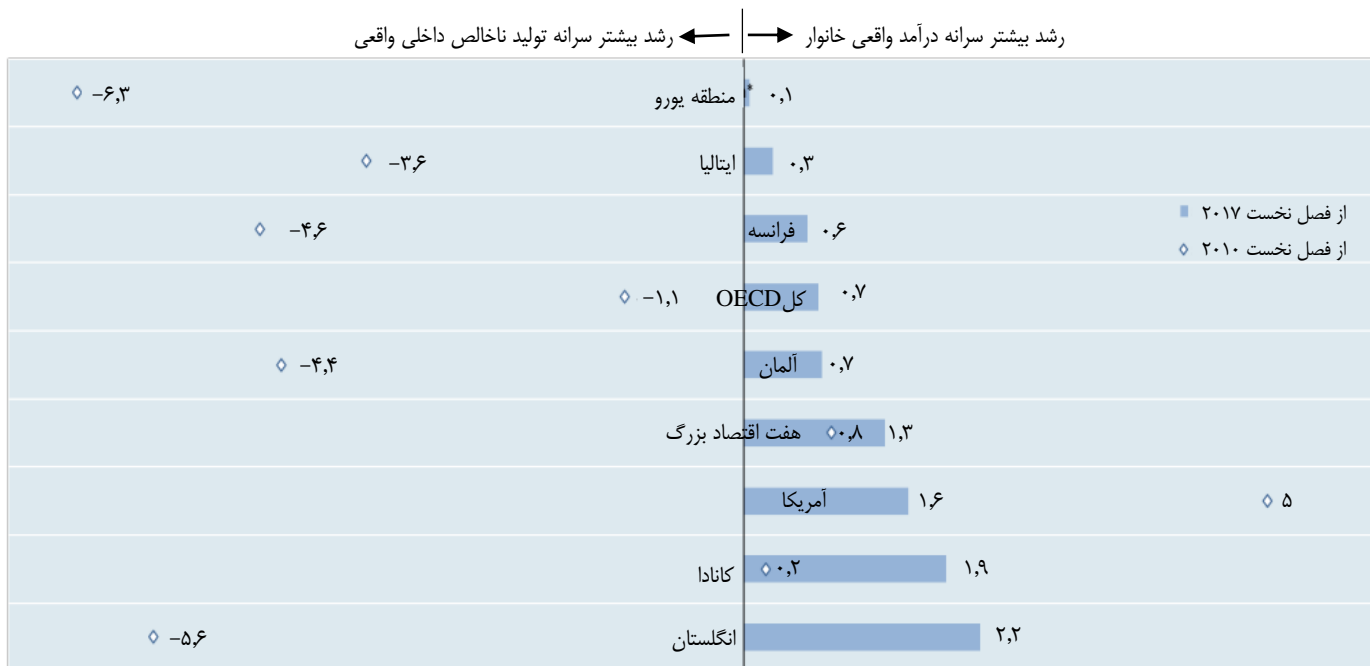 رشد بیشتر سرانه درآمد واقعی خانوار
رشد بیشتر سرانه تولید ناخالص داخلی واقعی
۰,۱ * منطقه یورو -۶,۳
۰,۳ ایتالیا -۳,۶
از فصل نخست ۲۰۱۷
۰,۶ فرانسه -۴,۶
از فصل نخست ۲۰۱۰
۰,۷ کل OECD -۱,۱
۰,۷ آلمان -۴,۴
۱,۳ ۰,۸ هفت اقتصاد بزرگ
۵ ۱,۶ آمریکا
۱,۹ ۰,۲ کانادا
۲,۲ انگلستان -۵,۶